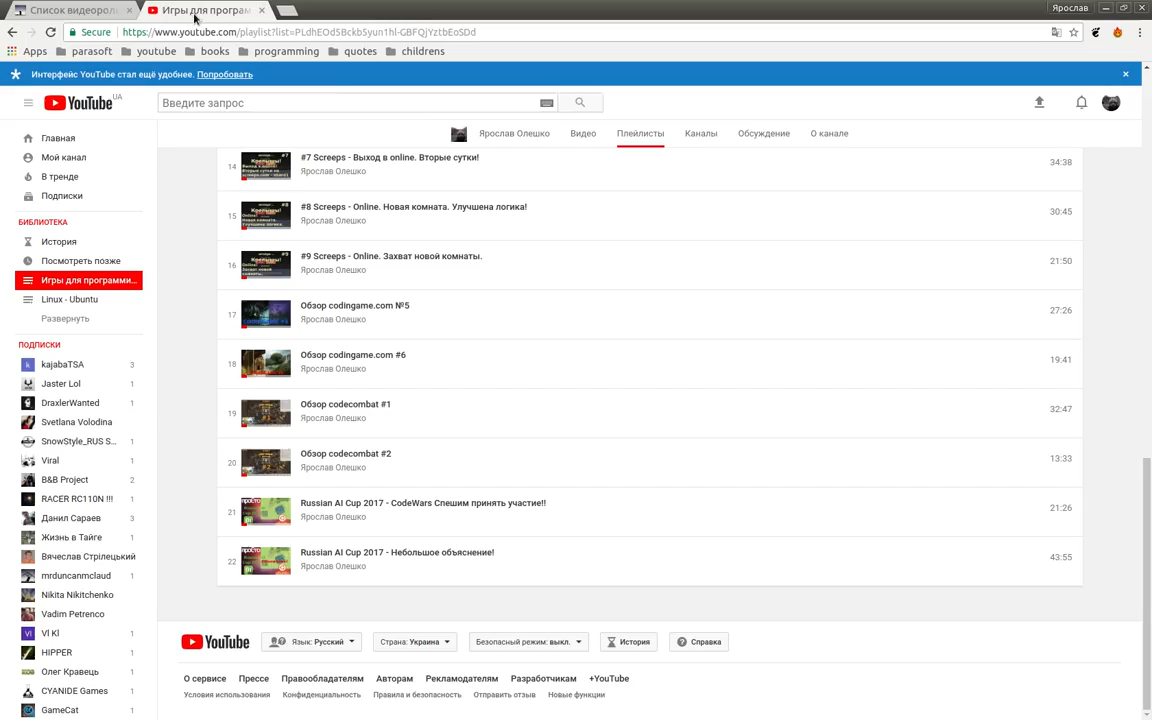 Список видеороль
Игры для програм
Ярослав
Secure
https://www.youtube.com/playlist?list=PLdhEOd5Bckb5yun1hl-GBFQjYztbEoSDd
Apps
parasoft
youtube
books
programming
quotes
childrens
Интерфейс YouTube стал ещё удобнее. Попробовать
YouTube UA
Введите запрос
Ярослав Олешко
Видео
Плейлисты
Каналы
Обсуждение
О канале
Главная
Мой канал
В тренде
Подписки
БИБЛИОТЕКА
История
Посмотреть позже
Игры для программи...
Linux - Ubuntu
Развернуть
ПОДПИСКИ
kajabaTSA 3
Jaster Lol 1
DraxlerWanted 1
Svetlana Volodina
SnowStyle_RUS S... 1
Viral 1
B&B Project 2
RACER RC110N !!! 1
Данил Сараев 3
Жизнь в Тайге 1
Вячеслав Стрілецький
mrduncanmclaud 1
Nikita Nikitchenko
Vadim Petrenco
Vl Kl 1
HIPPER 1
Олег Кравець 1
CYANIDE Games 1
GameCat 1
14
#7 Screeps - Выход в online. Вторые сутки!
Ярослав Олешко
34:38
15
#8 Screeps - Online. Новая комната. Улучшена логика!
Ярослав Олешко
30:45
16
#9 Screeps - Online. Захват новой комнаты.
Ярослав Олешко
21:50
17
Обзор codingame.com №5
Ярослав Олешко
27:26
18
Обзор codingame.com #6
Ярослав Олешко
19:41
19
Обзор codecombat #1
Ярослав Олешко
32:47
20
Обзор codecombat #2
Ярослав Олешко
13:33
21
Russian AI Cup 2017 - CodeWars Спешим принять участие!!
Ярослав Олешко
21:26
22
Russian AI Cup 2017 - Небольшое объяснение!
Ярослав Олешко
43:55
YouTube
Язык: Русский
Страна: Украина
Безопасный режим: выкл.
История
Справка
О сервисе
Прессе
Правообладателям
Авторам
Рекламодателям
Разработчикам
+YouTube
Условия использования
Конфиденциальность
Правила и безопасность
Отправить отзыв
Новые функции